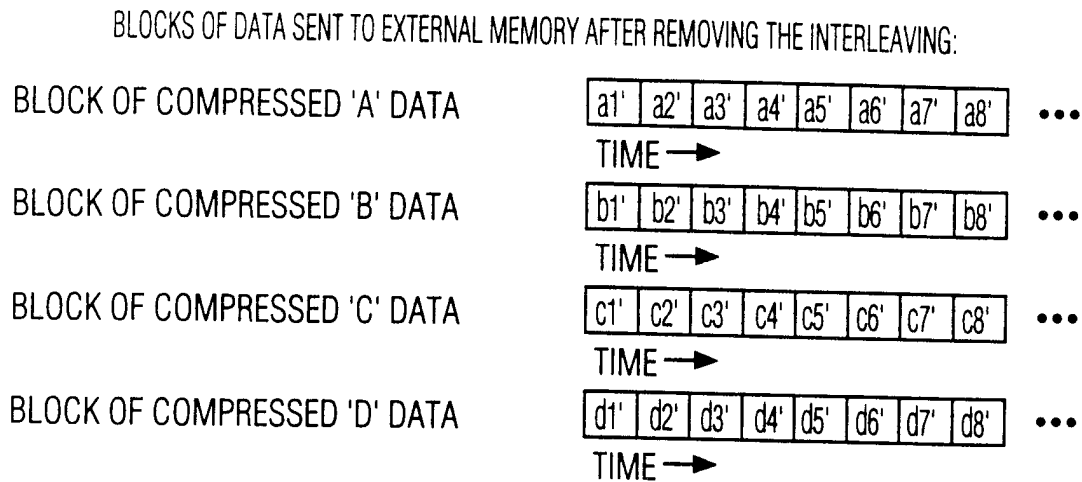 BLOCKS OF DATA SENT TO EXTERNAL MEMORY AFTER REMOVING THE INTERLEAVING:
BLOCK OF COMPRESSED 'A' DATA a1' a2' a3' a4' a5' a6' a7' a8' •••
TIME →
BLOCK OF COMPRESSED 'B' DATA b1' b2' b3' b4' b5' b6' b7' b8' •••
TIME →
BLOCK OF COMPRESSED 'C' DATA c1' c2' c3' c4' c5' c6' c7' c8' •••
TIME →
BLOCK OF COMPRESSED 'D' DATA d1' d2' d3' d4' d5' d6' d7' d8' •••
TIME →